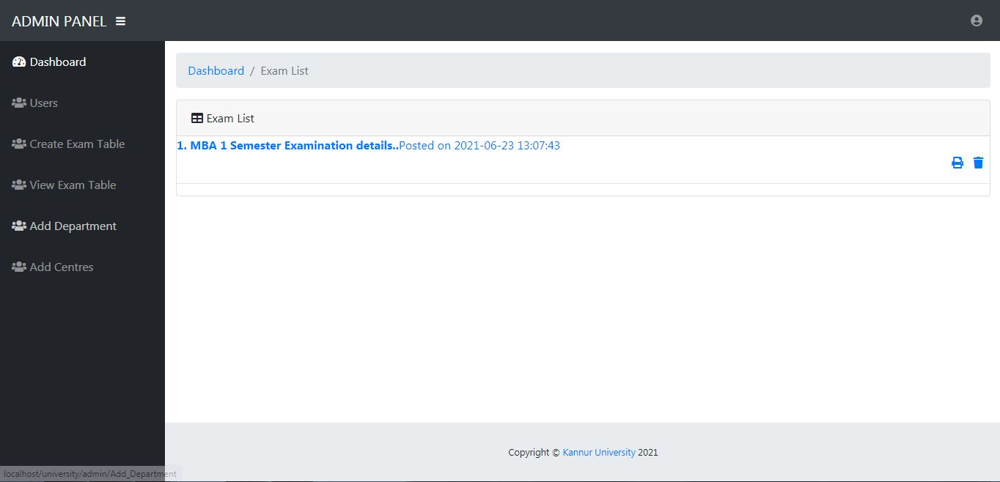 ADMIN PANEL
Dashboard
Users
Create Exam Table
View Exam Table
Add Department
Add Centres
Dashboard / Exam List
Exam List
1. MBA 1 Semester Examination details..Posted on 2021-06-23 13:07:43
Copyright © Kannur University 2021
localhost/university/admin/Add_Department